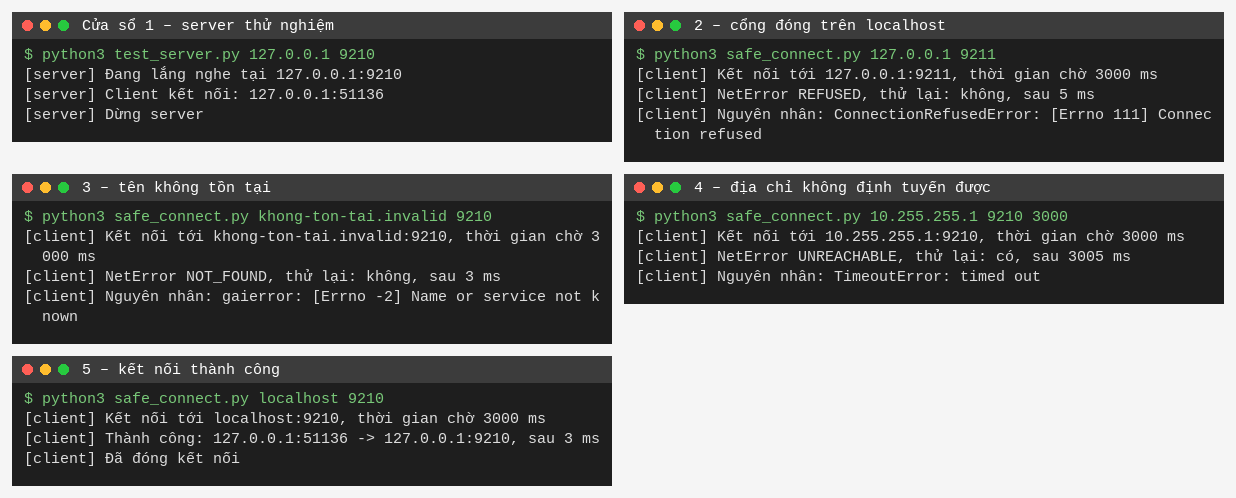 Cửa sổ 1 – server thử nghiệm
$ python3 test_server.py 127.0.0.1 9210
[server] Đang lắng nghe tại 127.0.0.1:9210
[server] Client kết nối: 127.0.0.1:51136
[server] Dừng server
2 – cổng đóng trên localhost
$ python3 safe_connect.py 127.0.0.1 9211
[client] Kết nối tới 127.0.0.1:9211, thời gian chờ 3000 ms
[client] NetError REFUSED, thử lại: không, sau 5 ms
[client] Nguyên nhân: ConnectionRefusedError: [Errno 111] Connec
tion refused
3 – tên không tồn tại
$ python3 safe_connect.py khong-ton-tai.invalid 9210
[client] Kết nối tới khong-ton-tai.invalid:9210, thời gian chờ 3
000 ms
[client] NetError NOT_FOUND, thử lại: không, sau 3 ms
[client] Nguyên nhân: gaierror: [Errno -2] Name or service not k
nown
4 – địa chỉ không định tuyến được
$ python3 safe_connect.py 10.255.255.1 9210 3000
[client] Kết nối tới 10.255.255.1:9210, thời gian chờ 3000 ms
[client] NetError UNREACHABLE, thử lại: có, sau 3005 ms
[client] Nguyên nhân: TimeoutError: timed out
5 – kết nối thành công
$ python3 safe_connect.py localhost 9210
[client] Kết nối tới localhost:9210, thời gian chờ 3000 ms
[client] Thành công: 127.0.0.1:51136 -> 127.0.0.1:9210, sau 3 ms
[client] Đã đóng kết nối